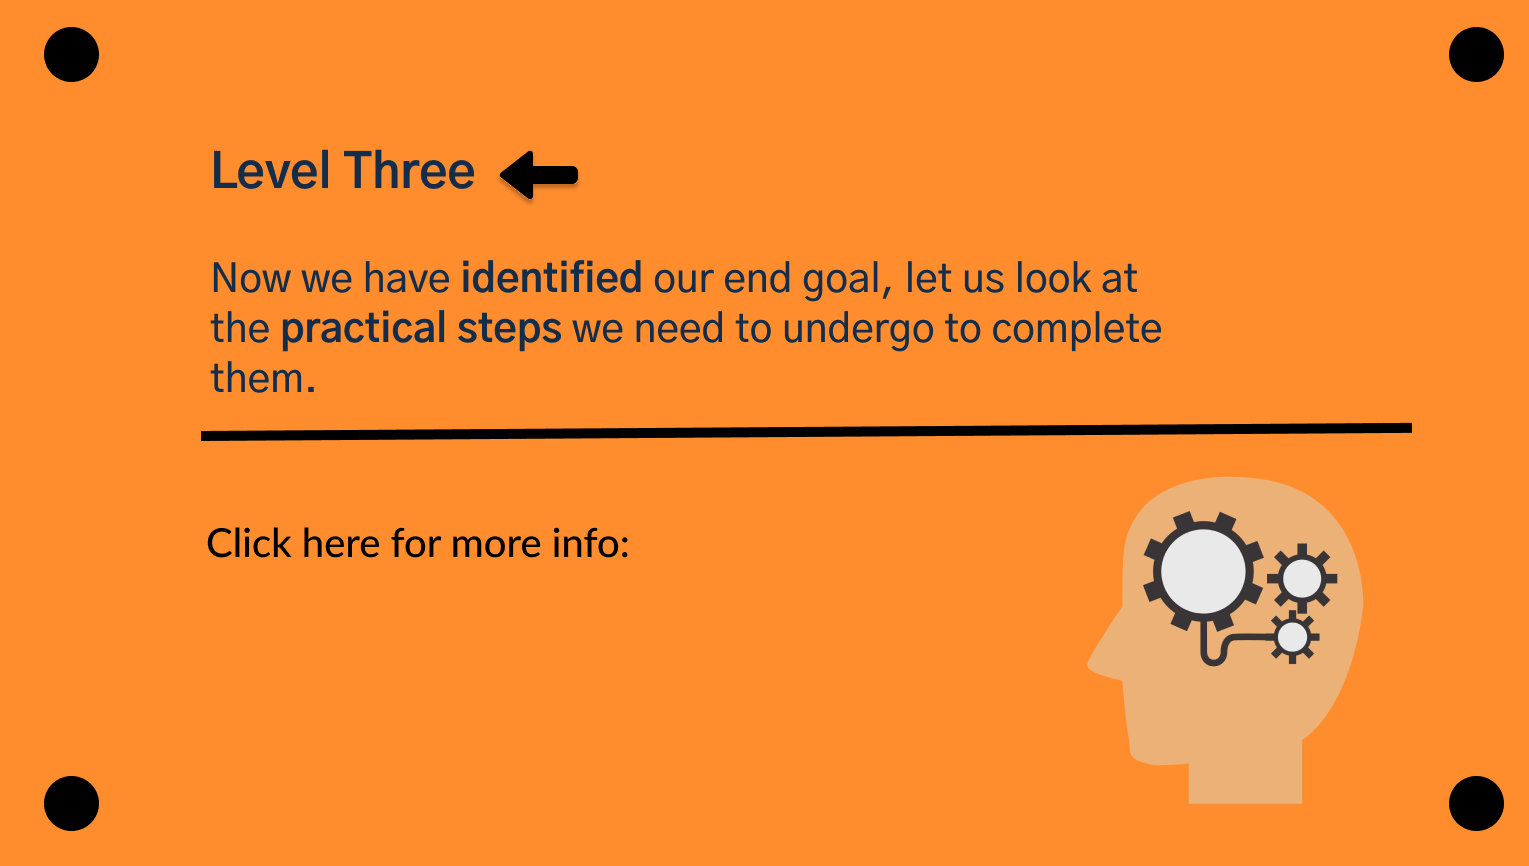 Level Three
Now we have identified our end goal, let us look at
the practical steps we need to undergo to complete
them.
Click here for more info: